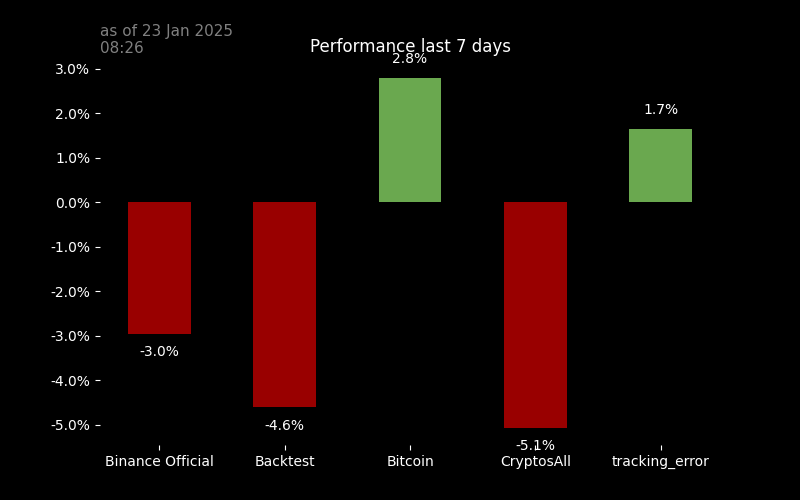 as of 23 Jan 2025
08:26
Performance last 7 days
3.0%
2.0%
1.0%
0.0%
-1.0%
-2.0%
-3.0%
-4.0%
-5.0%
2.8%
1.7%
-3.0%
-4.6%
-5.1%
Binance Official
Backtest
Bitcoin
CryptosAll
tracking_error